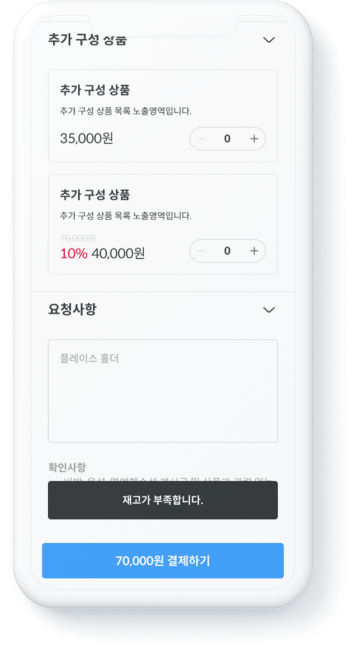 추가 구성 상품
추가 구성 상품
추가 구성 상품 목록 노출영역입니다.
35,000원
0
추가 구성 상품
추가 구성 상품 목록 노출영역입니다.
70,000원
10% 40,000원
0
요청사항
플레이스 홀더
확인사항
재고가 부족합니다.
70,000원 결제하기